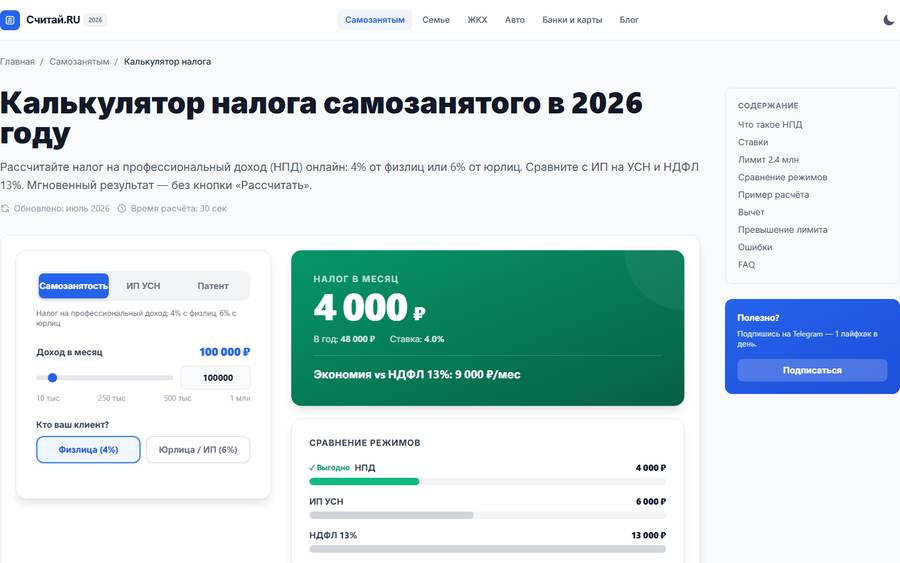 Считай.RU 2026
Самозанятым Семье ЖКХ Авто Банки и карты Блог
Главная / Самозанятым / Калькулятор налога
Калькулятор налога самозанятого в 2026
году
Рассчитайте налог на профессиональный доход (НПД) онлайн: 4% от физлиц или 6% от юрлиц. Сравните с ИП на УСН и НДФЛ
13%. Мгновенный результат — без кнопки «Рассчитать».
Обновлено: июль 2026 Время расчёта: 30 сек
Самозанятость ИП УСН Патент
Налог на профессиональный доход: 4% с физлиц, 6% с
юрлиц
Доход в месяц 100 000 ₽
100000
10 тыс 250 тыс 500 тыс 1 млн
Кто ваш клиент?
Физлица (4%) Юрлица / ИП (6%)
НАЛОГ В МЕСЯЦ
4 000 ₽
В год: 48 000 ₽ Ставка: 4.0%
Экономия vs НДФЛ 13%: 9 000 ₽/мес
СРАВНЕНИЕ РЕЖИМОВ
✓ Выгодно НПД 4 000 ₽
ИП УСН 6 000 ₽
НДФЛ 13% 13 000 ₽
СОДЕРЖАНИЕ
Что такое НПД
Ставки
Лимит 2.4 млн
Сравнение режимов
Пример расчёта
Вычет
Превышение лимита
Ошибки
FAQ
Полезно?
Подпишись на Telegram — 1 лайфхак в
день.
Подписаться